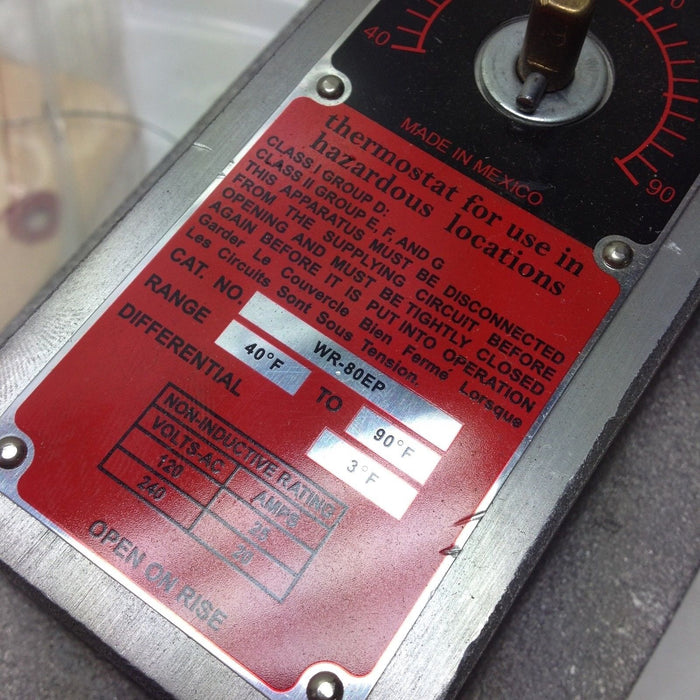 40
90
MADE IN MEXICO
thermostat for use in
hazardous locations
CLASS I GROUP D:
CLASS II GROUP E, F, AND G
THIS APPARATUS MUST BE DISCONNECTED
FROM THE SUPPLYING CIRCUIT BEFORE
OPENING AND MUST BE TIGHTLY CLOSED
AGAIN BEFORE IT IS PUT INTO OPERATION
Garder Le Couvercle Bien Fermé Lorsque
Les Circuits Sont Sous Tension.
CAT. NO. WR-80EP
RANGE 40°F TO 90°F
DIFFERENTIAL 3°F
NON-INDUCTIVE RATING
VOLTS-AC AMPS
120 25
240 20
OPEN ON RISE